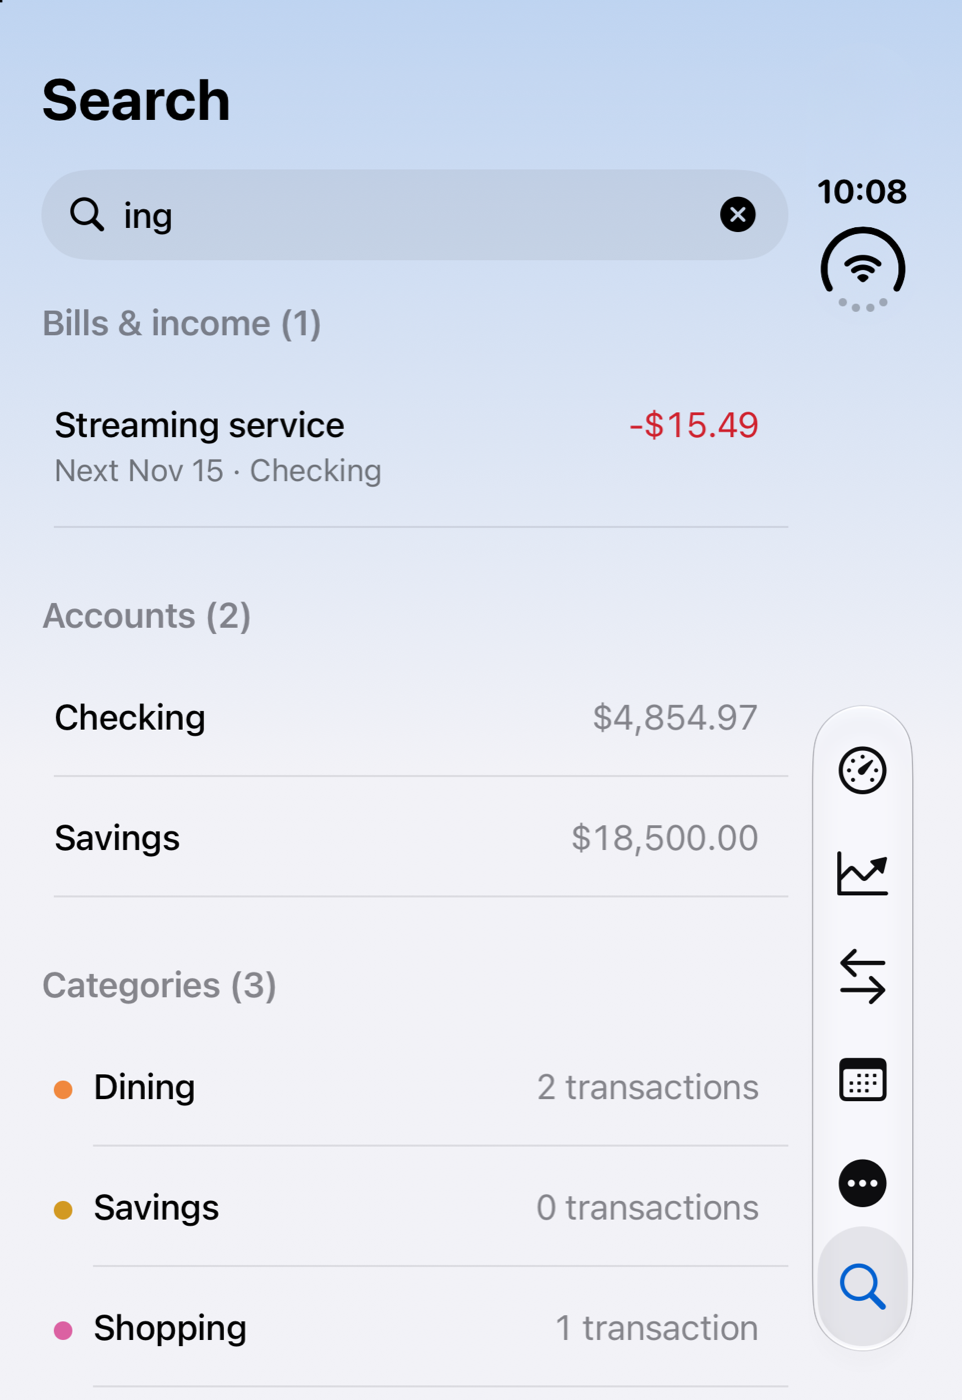 Search
ing
10:08
Bills & income (1)
Streaming service -$15.49
Next Nov 15 · Checking
Accounts (2)
Checking $4,854.97
Savings $18,500.00
Categories (3)
Dining 2 transactions
Savings 0 transactions
Shopping 1 transaction